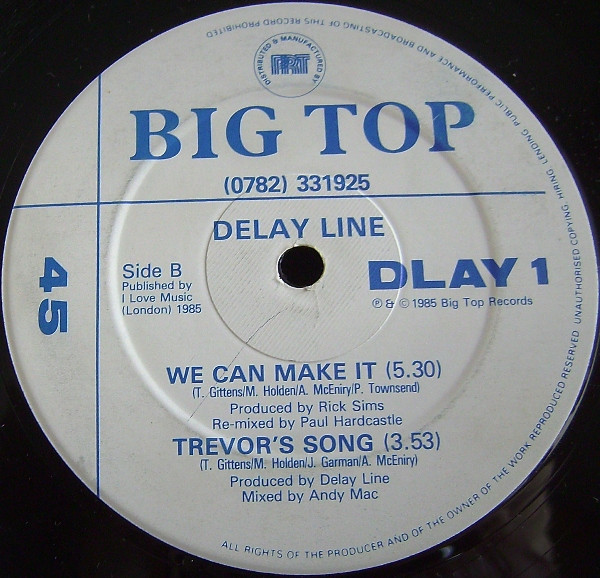 UNAUTHORISED COPYING, HIRING, LENDING, PUBLIC PERFORMANCE AND BROADCASTING OF THIS RECORD PROHIBITED
DISTRIBUTED & MANUFACTURED BY
PRT
BIG TOP
(0782) 331925
DELAY LINE
45
Side B
Published by
I Love Music
(London) 1985
DLAY 1
℗ & © 1985 Big Top Records
WE CAN MAKE IT (5.30)
(T. Gittens/M. Holden/A. McEniry/P. Townsend)
Produced by Rick Sims
Re-mixed by Paul Hardcastle
TREVOR'S SONG (3.53)
(T. Gittens/M. Holden/J. Garman/A. McEniry)
Produced by Delay Line
Mixed by Andy Mac
ALL RIGHTS OF THE PRODUCER AND OF THE OWNER OF THE WORK REPRODUCED RESERVED